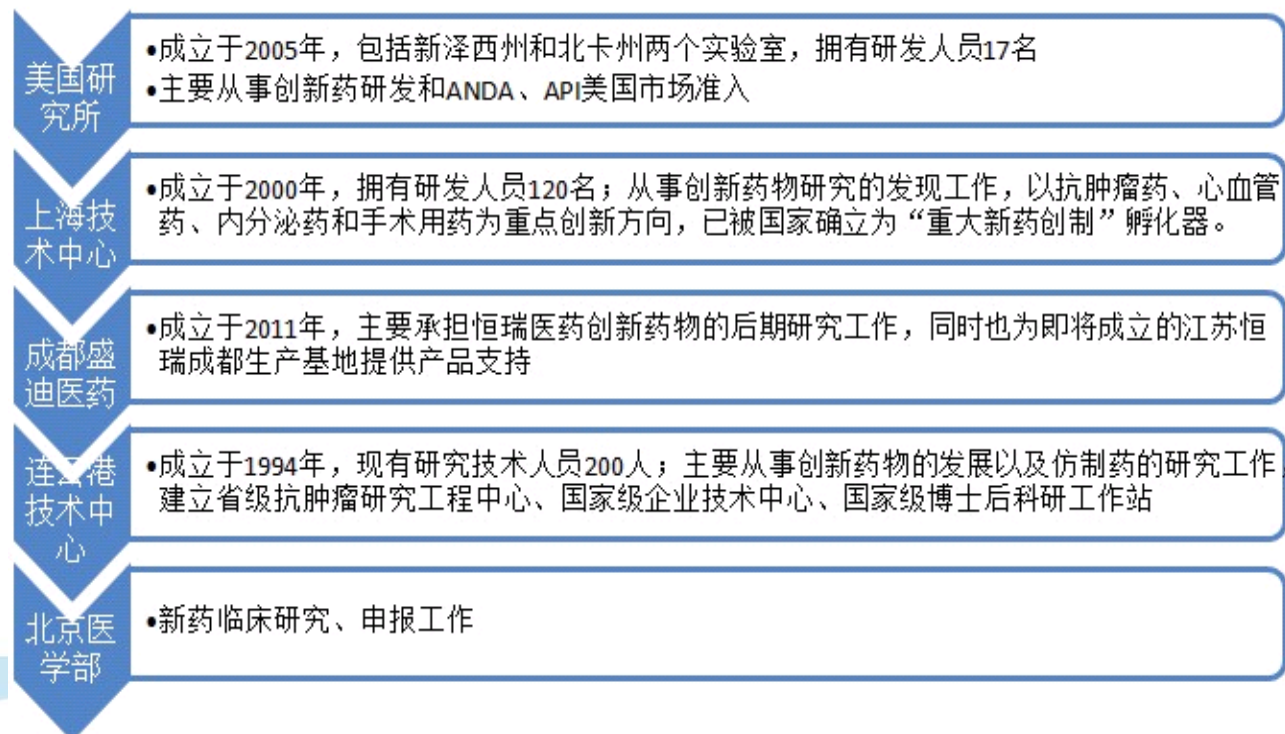 美国研
究所
•成立于2005年，包括新泽西州和北卡州两个实验室，拥有研发人员17名
•主要从事创新药研发和ANDA、API美国市场准入
上海技
术中心
•成立于2000年，拥有研发人员120名；从事创新药物研究的发现工作，以抗肿瘤药、心血管
药、内分泌药和手术用药为重点创新方向，已被国家确立为“重大新药创制”孵化器。
成都盛
迪医药
•成立于2011年，主要承担恒瑞医药创新药物的后期研究工作，同时也为即将成立的江苏恒
瑞成都生产基地提供产品支持
连云港
技术中
心
•成立于1994年，现有研究技术人员200人；主要从事创新药物的发展以及仿制药的研究工作，
建立省级抗肿瘤研究工程中心、国家级企业技术中心、国家级博士后科研工作站
北京医
学部
•新药临床研究、申报工作